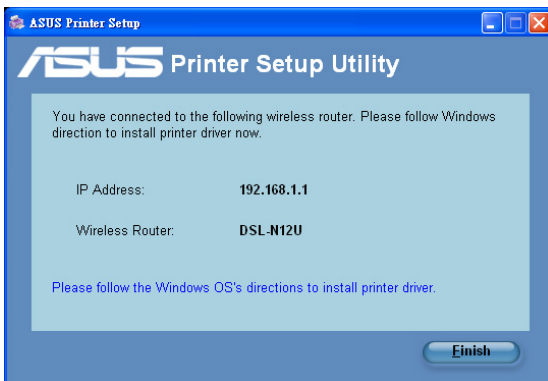 ASUS Printer Setup
ASUS Printer Setup Utility
You have connected to the following wireless router. Please follow Windows
direction to install printer driver now.
IP Address: 192.168.1.1
Wireless Router: DSL-N12U
Please follow the Windows OS's directions to install printer driver.
Finish